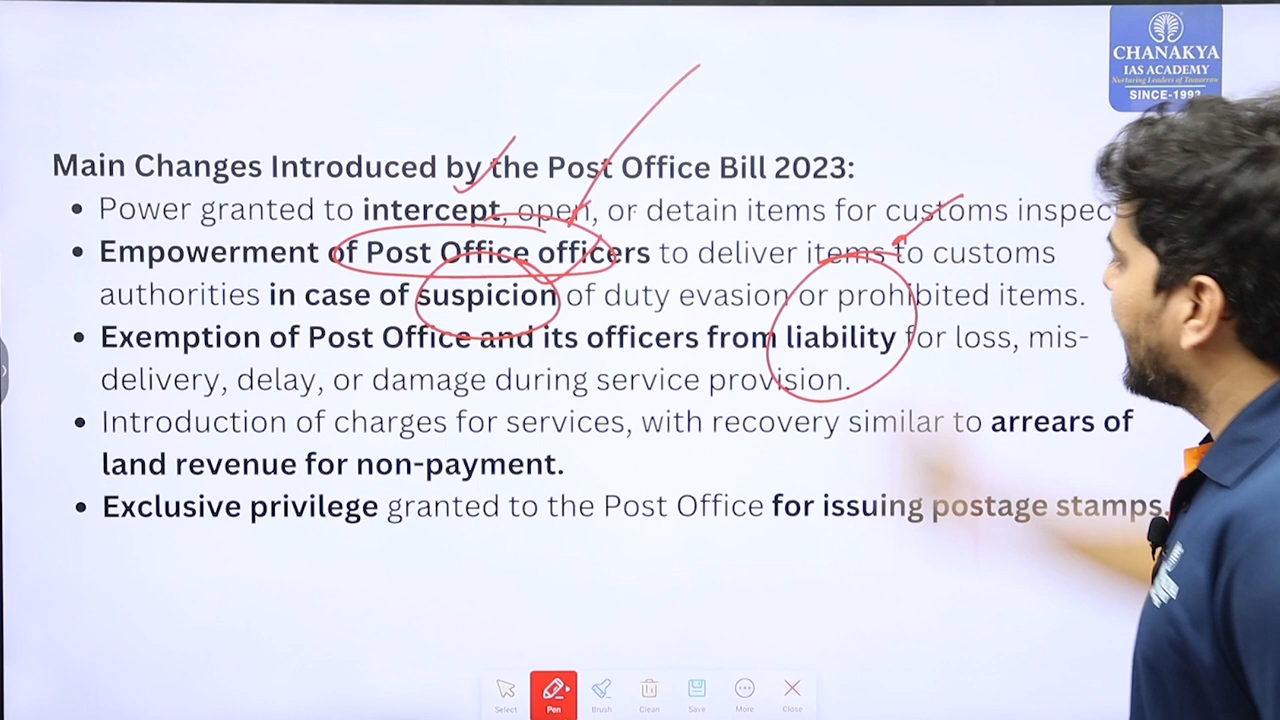 CHANAKYA
IAS ACADEMY
Nurturing Leaders of Tomorrow
SINCE-1993
Main Changes Introduced by the Post Office Bill 2023:
• Power granted to intercept, open, or detain items for customs inspec
• Empowerment of Post Office officers to deliver items to customs
authorities in case of suspicion of duty evasion or prohibited items.
• Exemption of Post Office and its officers from liability for loss, mis-
delivery, delay, or damage during service provision.
• Introduction of charges for services, with recovery similar to arrears of
land revenue for non-payment.
• Exclusive privilege granted to the Post Office for issuing postage stamps.
Select Pen Brush Clean Save More Close